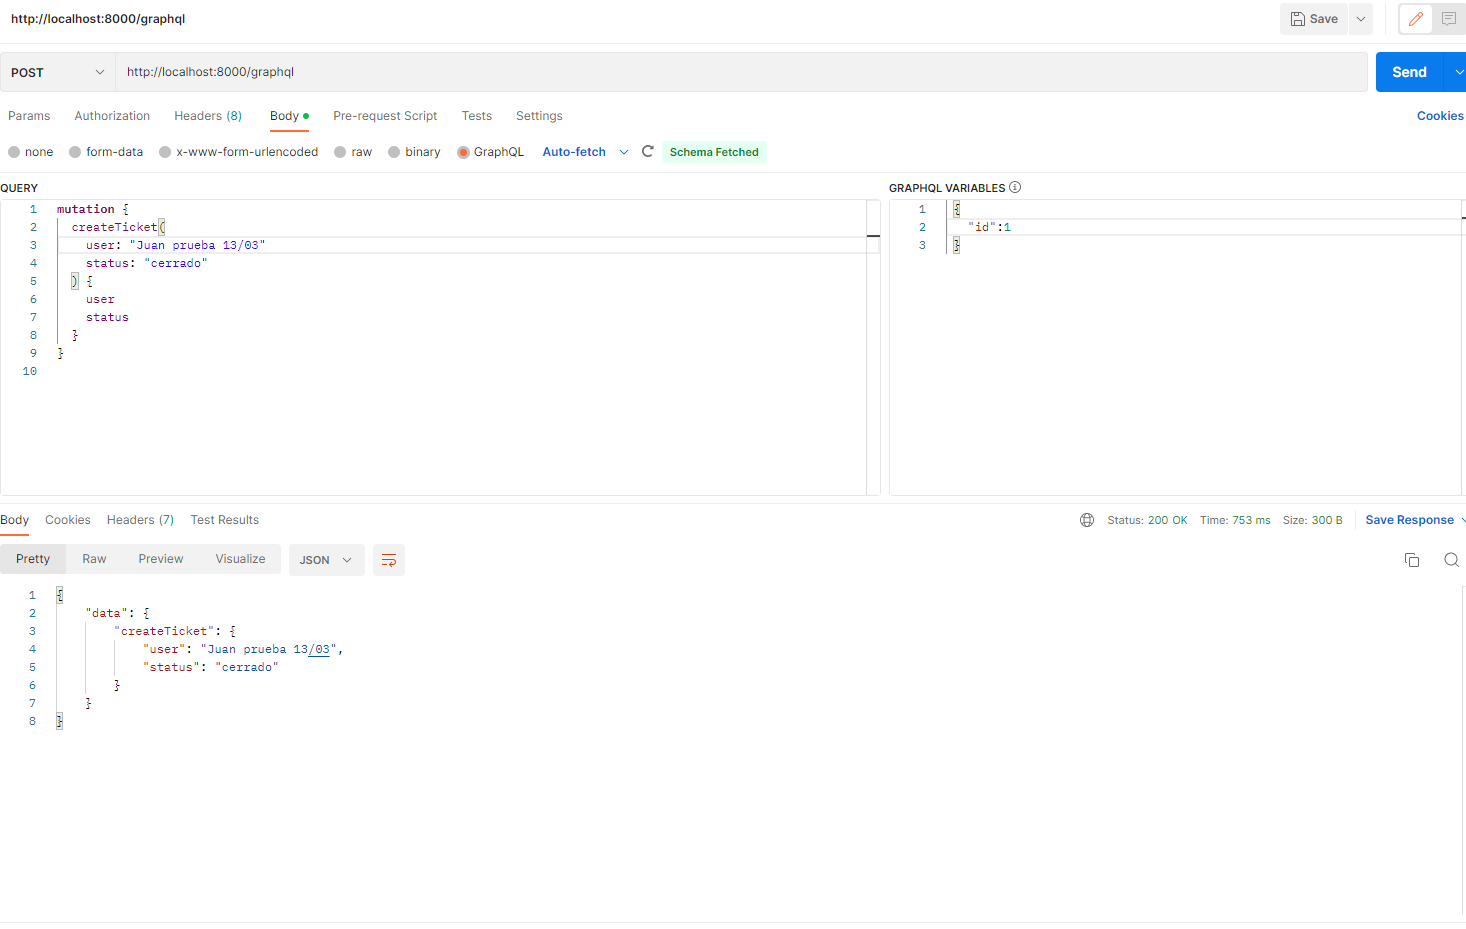 http://localhost:8000/graphql
Save
POST
http://localhost:8000/graphql
Send
Params Authorization Headers (8) Body Pre-request Script Tests Settings Cookies
none form-data x-www-form-urlencoded raw binary GraphQL Auto-fetch Schema Fetched
QUERY
1 mutation {
2 createTicket(
3 user: "Juan prueba 13/03"
4 status: "cerrado"
5 ) {
6 user
7 status
8 }
9 }
10
GRAPHQL VARIABLES
1 {
2 "id":1
3 }
Body Cookies Headers (7) Test Results Status: 200 OK Time: 753 ms Size: 300 B Save Response
Pretty Raw Preview Visualize JSON
1 {
2 "data": {
3 "createTicket": {
4 "user": "Juan prueba 13/03",
5 "status": "cerrado"
6 }
7 }
8 }